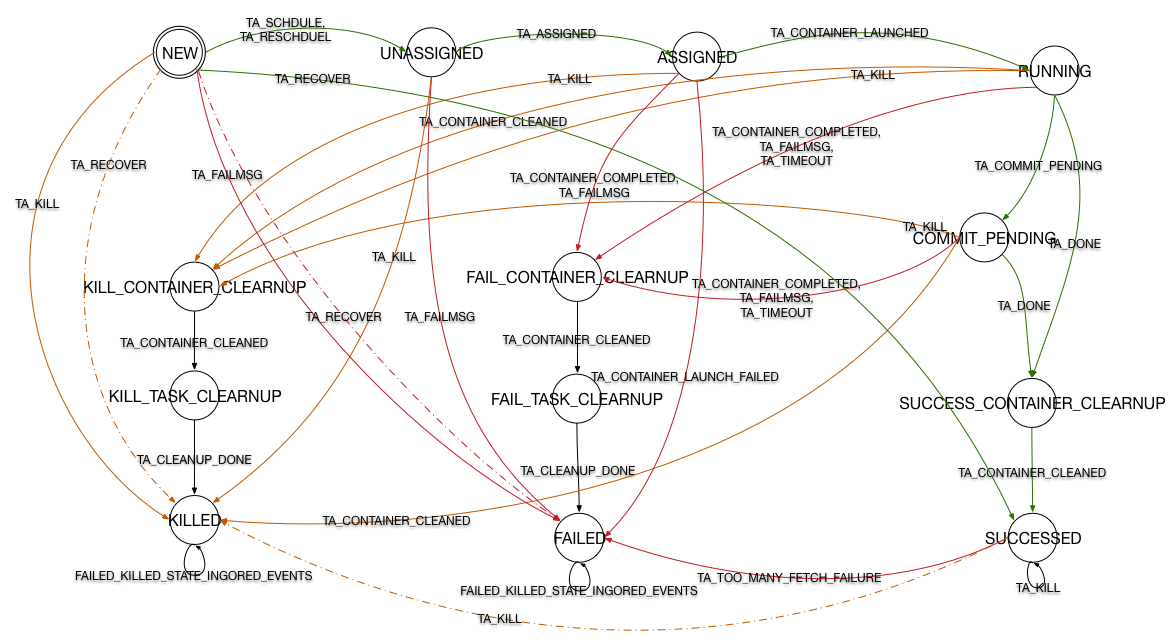 TA_SCHDULE,
TA_RESCHDUEL
NEW
UNASSIGNED
TA_ASSIGNED
ASSIGNED
TA_CONTAINER_LAUNCHED
RUNNING
TA_RECOVER
TA_KILL
TA_KILL
TA_CONTAINER_CLEANED
TA_CONTAINER_COMPLETED,
TA_FAILMSG,
TA_TIMEOUT
TA_RECOVER
TA_FAILMSG
TA_CONTAINER_COMPLETED,
TA_FAILMSG
TA_COMMIT_PENDING
TA_KILL
TA_KILL
COMMIT_PENDING
TA_DONE
TA_KILL
KILL_CONTAINER_CLEARNUP
FAIL_CONTAINER_CLEARNUP
TA_CONTAINER_COMPLETED,
TA_FAILMSG,
TA_TIMEOUT
TA_DONE
TA_RECOVER
TA_FAILMSG
TA_CONTAINER_CLEANED
TA_CONTAINER_CLEANED
TA_CONTAINER_LAUNCH_FAILED
KILL_TASK_CLEARNUP
FAIL_TASK_CLEARNUP
SUCCESS_CONTAINER_CLEARNUP
TA_CLEANUP_DONE
TA_CLEANUP_DONE
TA_CONTAINER_CLEANED
KILLED
TA_CONTAINER_CLEANED
FAILED
SUCCESSED
FAILED_KILLED_STATE_INGORED_EVENTS
FAILED_KILLED_STATE_INGORED_EVENTS
TA_TOO_MANY_FETCH_FAILURE
TA_KILL
TA_KILL